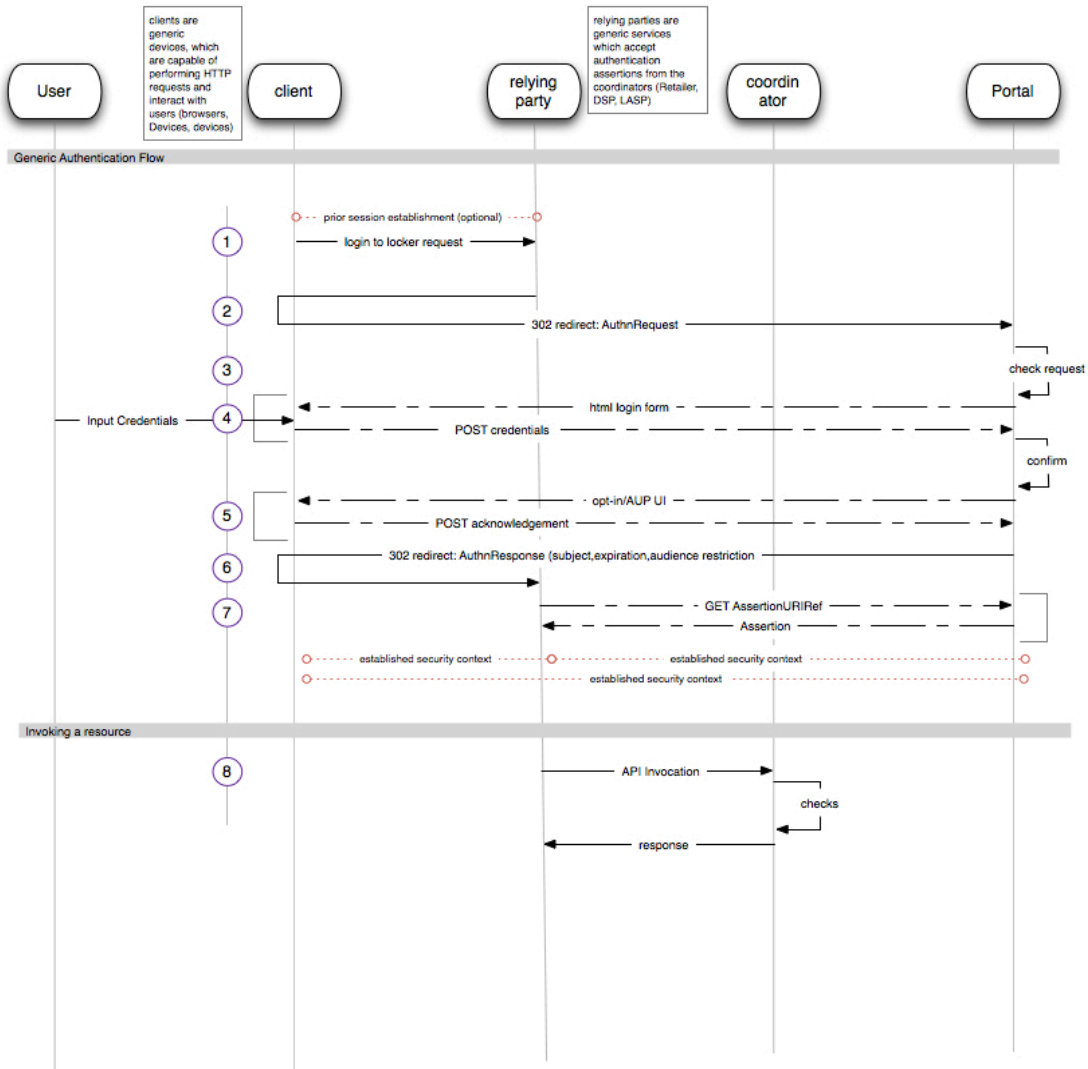 clients are
generic
devices, which
are capable of
performing HTTP
requests and
interact with
users (browsers,
Devices, devices)
relying parties are
generic services
which accept
authentication
assertions from the
coordinators (Retailer,
DSP, LASP)
User
client
relying
party
coordin
ator
Portal
Generic Authentication Flow
prior session establishment (optional)
1
login to locker request
2
302 redirect: AuthnRequest
3
check request
html login form
Input Credentials
4
POST credentials
confirm
opt-in/AUP UI
5
POST acknowledgement
302 redirect: AuthnResponse (subject,expiration,audience restriction
6
7
GET AssertionURIRef
Assertion
established security context
established security context
established security context
Invoking a resource
8
API Invocation
checks
response